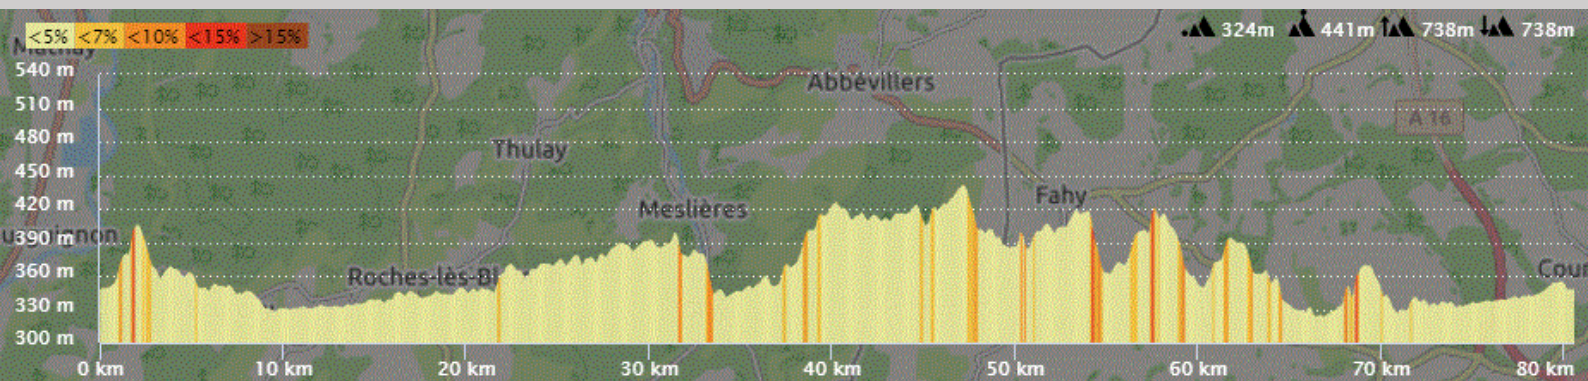 Mathay
<5% <7% <10% <15% >15%
324m 441m 738m 738m
540 m
Abbévillers
510 m
A 16
480 m
Thulay
450 m
420 m
Fahy
Meslières
390 m
360 m
Roches-lès-Bl
Cour
330 m
300 m
0 km 10 km 20 km 30 km 40 km 50 km 60 km 70 km 80 km